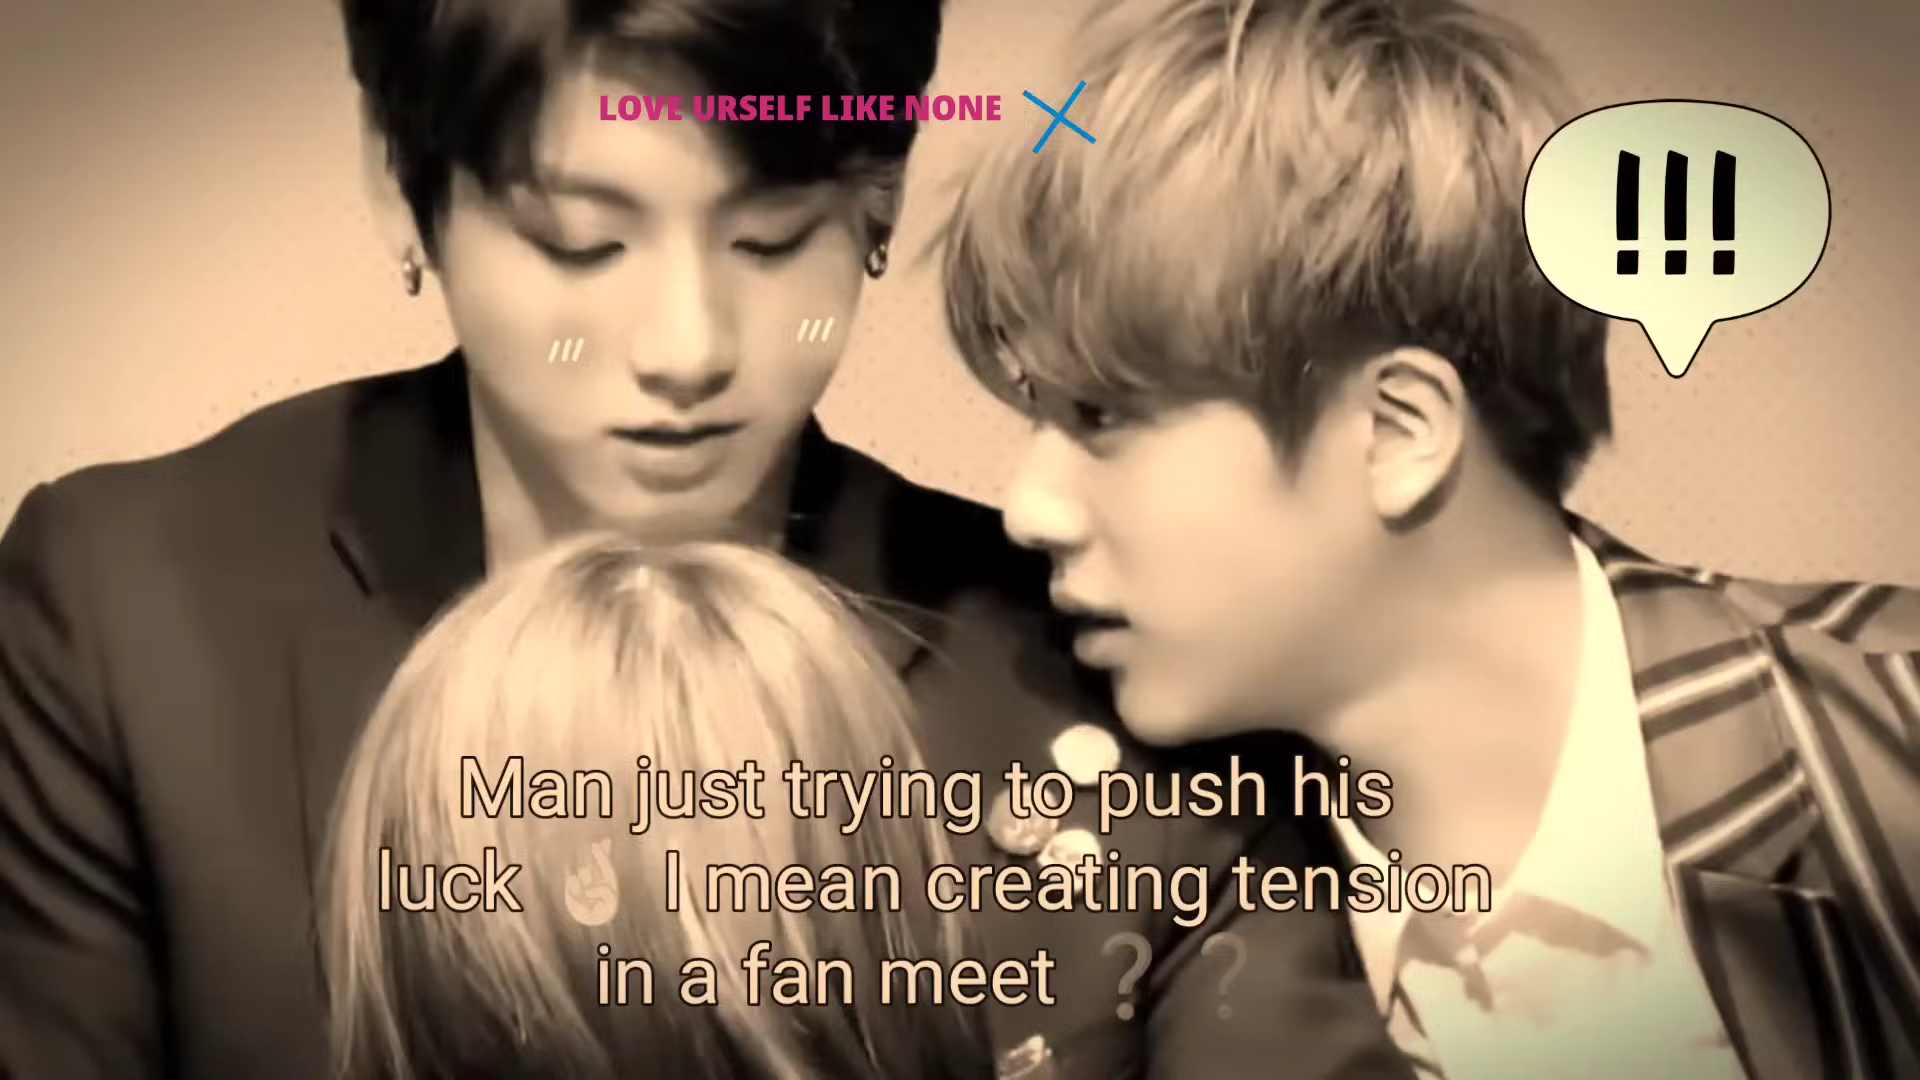 LOVE URSELF LIKE NONE
!!!
Man just trying to push his
luck 🤞 I mean creating tension
in a fan meet ❔❔